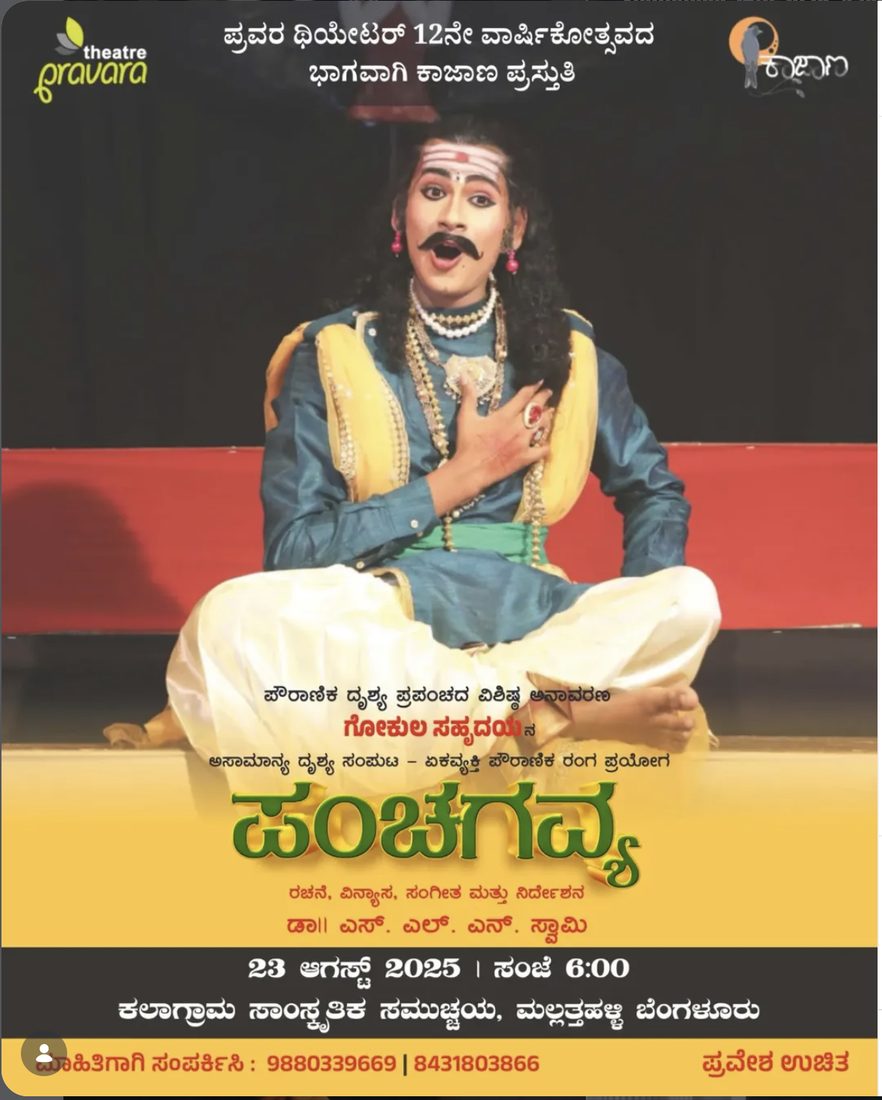 theatre
pravara
ಪ್ರವರ ಥಿಯೇಟರ್ 12ನೇ ವಾರ್ಷಿಕೋತ್ಸವದ
ಭಾಗವಾಗಿ ಕಾಜಾಣ ಪ್ರಸ್ತುತಿ
ಕಾಜಾಣ
ಪೌರಾಣಿಕ ದೃಶ್ಯ ಪ್ರಪಂಚದ ವಿಶಿಷ್ಠ ಅನಾವರಣ
ಗೋಕುಲ ಸಹೃದಯನ
ಅಸಾಮಾನ್ಯ ದೃಶ್ಯ ಸಂಪುಟ – ಏಕವ್ಯಕ್ತಿ ಪೌರಾಣಿಕ ರಂಗ ಪ್ರಯೋಗ
ಪಂಚಗವ್ಯ
ರಚನೆ, ವಿನ್ಯಾಸ, ಸಂಗೀತ ಮತ್ತು ನಿರ್ದೇಶನ
ಡಾ|| ಎಸ್. ಎಲ್. ಎನ್. ಸ್ವಾಮಿ
23 ಆಗಸ್ಟ್ 2025 | ಸಂಜೆ 6:00
ಕಲಾಗ್ರಾಮ ಸಾಂಸ್ಕೃತಿಕ ಸಮುಚ್ಚಯ, ಮಲ್ಲತ್ತಹಳ್ಳಿ ಬೆಂಗಳೂರು
ಮಾಹಿತಿಗಾಗಿ ಸಂಪರ್ಕಿಸಿ : 9880339669 | 8431803866 ಪ್ರವೇಶ ಉಚಿತ